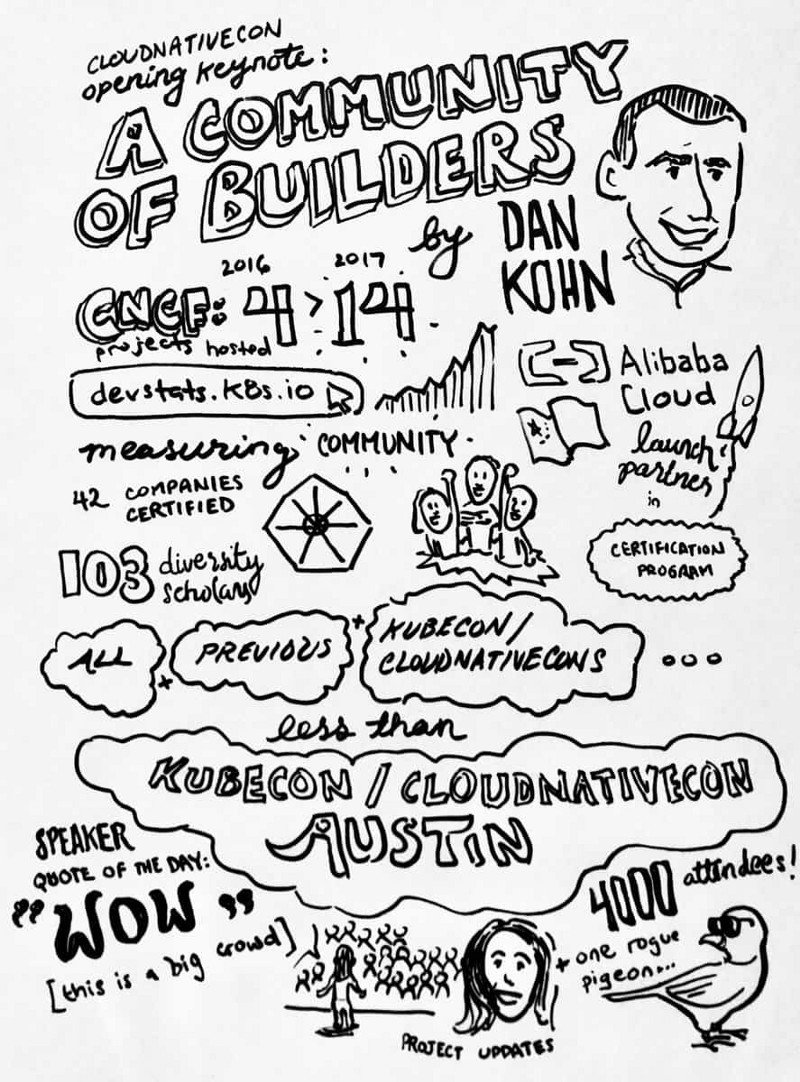 CLOUDNATIVECON
opening keynote:
A COMMUNITY
OF BUILDERS
by DAN
KOHN
2016 2017
CNCF: 4 > 14
projects hosted
devstats.K8s.io
measuring COMMUNITY
42 COMPANIES
CERTIFIED
103 diversity
scholars
[-] Alibaba
Cloud
launch
partner
in
CERTIFICATION
PROGRAM
ALL + PREVIOUS + KUBECON/
CLOUDNATIVECONS ...
less than
KUBECON / CLOUDNATIVECON
AUSTIN
SPEAKER
QUOTE OF THE DAY:
"WOW"
[this is a big crowd]
PROJECT UPDATES
4000 attendees!
+ one rogue
pigeon...